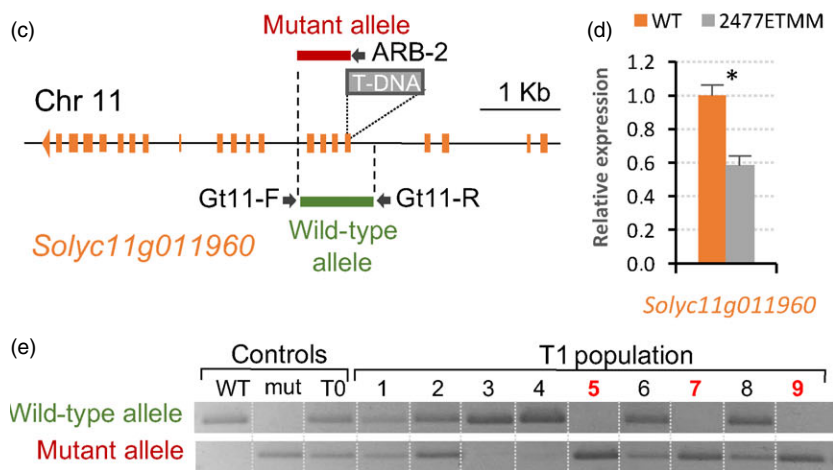 (c)
Mutant allele
ARB-2
T-DNA
Chr 11
1 Kb
Gt11-F
Gt11-R
Wild-type
allele
Solyc11g011960
(d)
WT 2477ETMM
Relative expression
1.2
1.0
0.8
0.6
0.4
0.2
0.0
*
Solyc11g011960
(e)
Controls T1 population
WT mut T0 1 2 3 4 5 6 7 8 9
Wild-type allele
Mutant allele